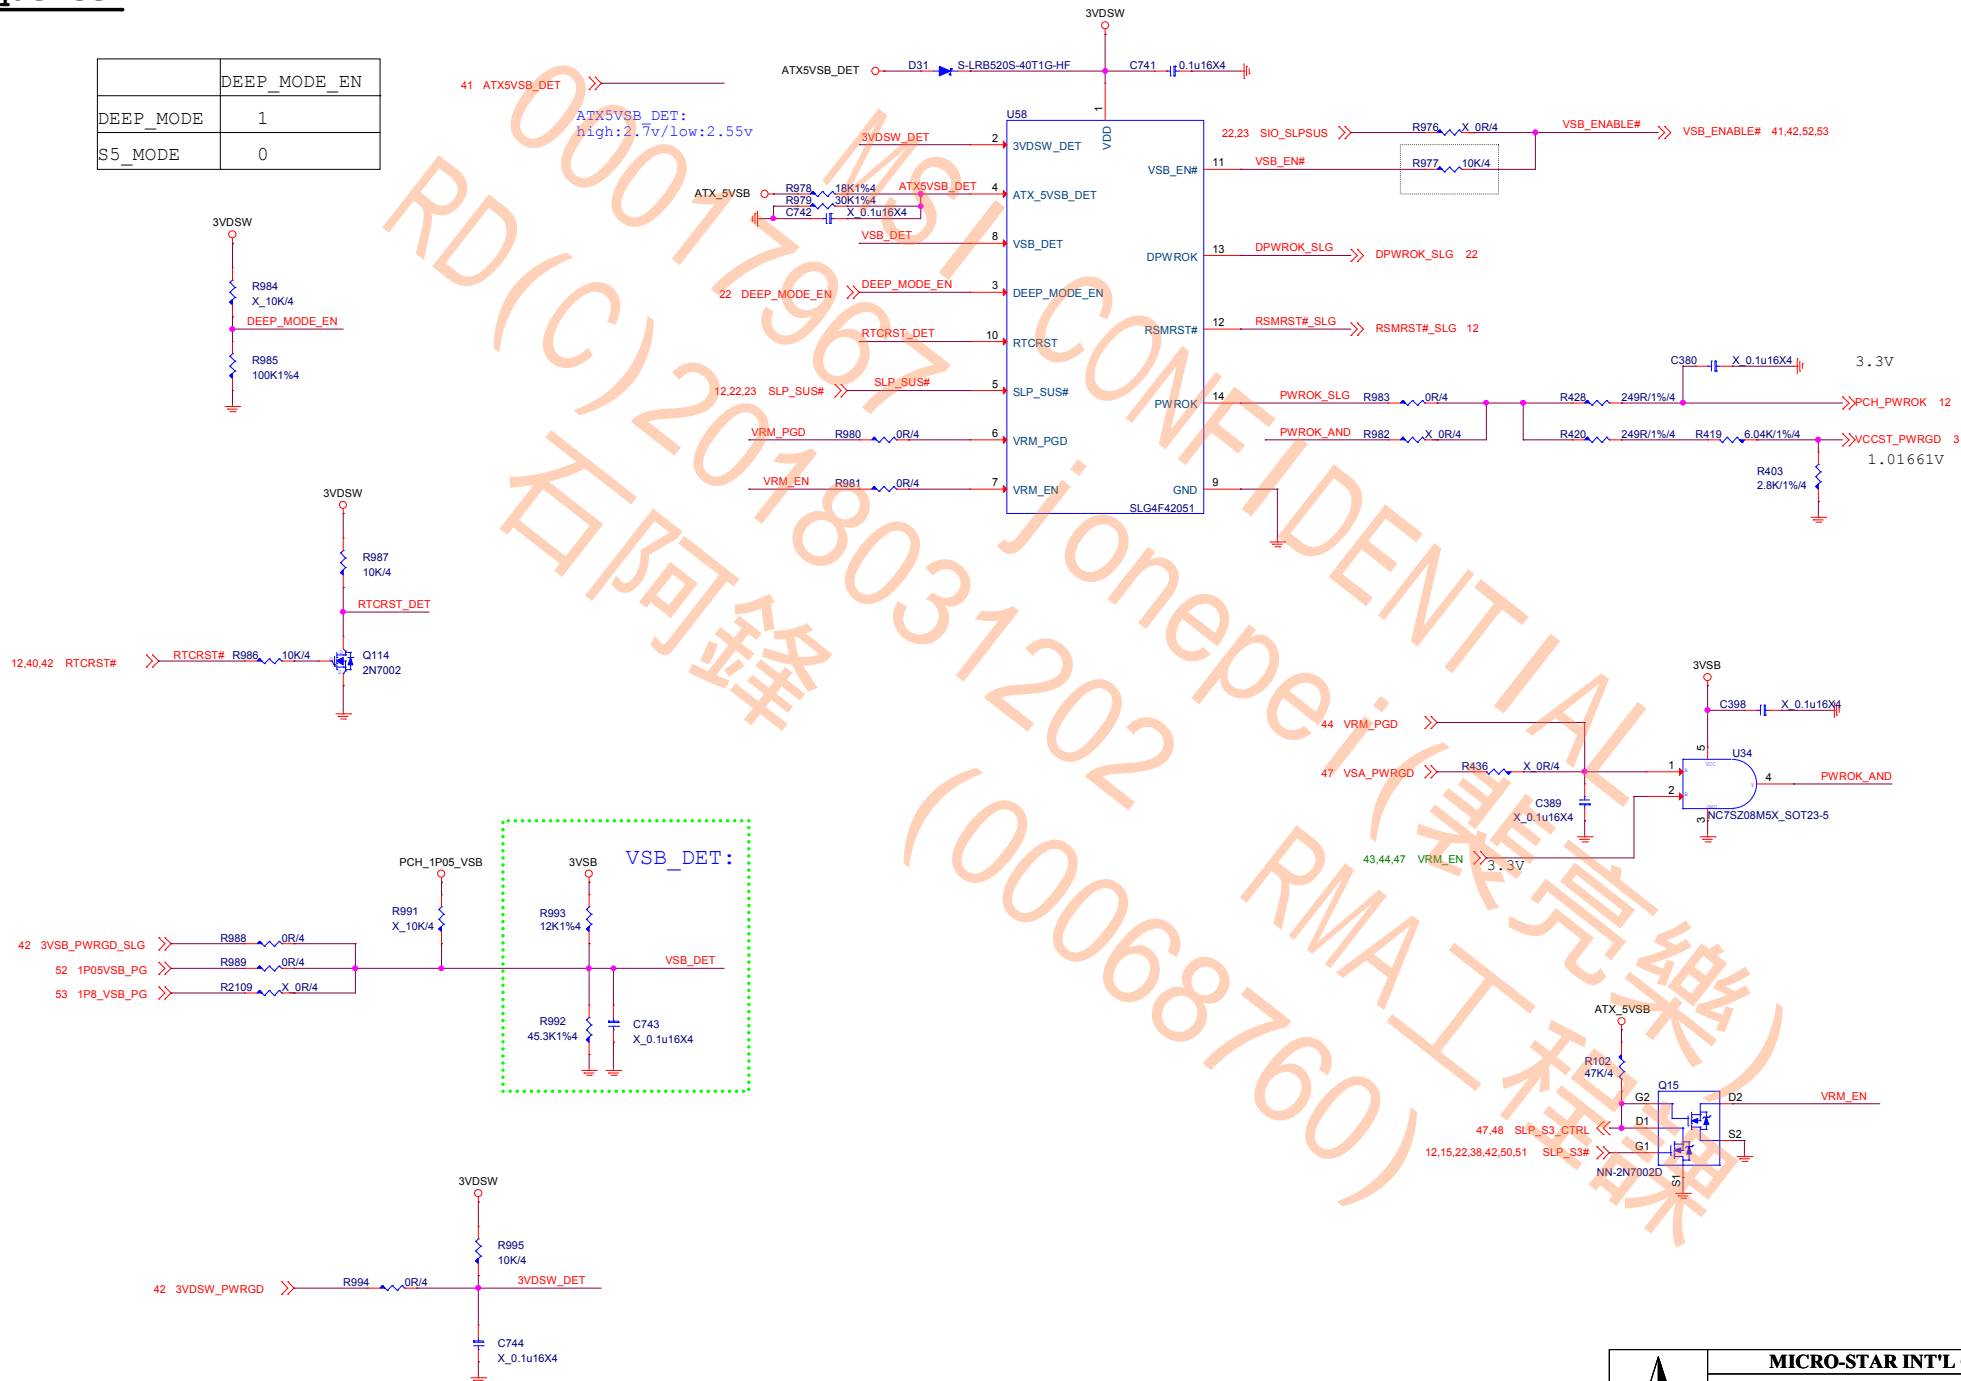 DEEP_MODE_EN
DEEP_MODE 1
S5_MODE 0
41 ATX5VSB_DET
ATX5VSB_DET:
high:2.7v/low:2.55v
3VDSW
ATX5VSB_DET D31 S-LRB520S-40T1G-HF C741 0.1u16X4
U58
1
VDD
3VDSW_DET 2 3VDSW_DET
ATX_5VSB R978 18K1%4 ATX5VSB_DET 4 ATX_5VSB_DET
R979 30K1%4
C742 X_0.1u16X4
VSB_DET 8 VSB_DET
22 DEEP_MODE_EN DEEP_MODE_EN 3 DEEP_MODE_EN
RTCRST_DET 10 RTCRST
12,22,23 SLP_SUS# SLP_SUS# 5 SLP_SUS#
VRM_PGD R980 0R/4 6 VRM_PGD
VRM_EN R981 0R/4 7 VRM_EN
VSB_EN# 11 VSB_EN#
DPWROK 13 DPWROK_SLG DPWROK_SLG 22
RSMRST# 12 RSMRST#_SLG RSMRST#_SLG 12
PWROK 14 PWROK_SLG R983 0R/4
GND 9
SLG4F42051
22,23 SIO_SLPSUS R976 X_0R/4 VSB_ENABLE# VSB_ENABLE# 41,42,52,53
R977 10K/4
PWROK_AND R982 X_0R/4
C380 X_0.1u16X4 3.3V
R428 249R/1%/4 PCH_PWROK 12
R420 249R/1%/4 R419 6.04K/1%/4 VCCST_PWRGD 3
1.01661V
R403
2.8K/1%/4
3VDSW
R984
X_10K/4
DEEP_MODE_EN
R985
100K1%4
3VDSW
R987
10K/4
RTCRST_DET
12,40,42 RTCRST# RTCRST# R986 10K/4 Q114
2N7002
3VSB
C398 X_0.1u16X4
44 VRM_PGD
47 VSA_PWRGD R436 X_0R/4
C389
X_0.1u16X4
43,44,47 VRM_EN 3.3V
5 U34
VCC
1 A
2 B
4 Y PWROK_AND
GND
3 NC7SZ08M5X_SOT23-5
PCH_1P05_VSB
R991
X_10K/4
42 3VSB_PWRGD_SLG R988 0R/4
52 1P05VSB_PG R989 0R/4
53 1P8_VSB_PG R2109 X_0R/4
3VSB VSB_DET:
R993
12K1%4
VSB_DET
R992
45.3K1%4
C743
X_0.1u16X4
ATX_5VSB
R102
47K/4
Q15
G2 D2 VRM_EN
47,48 SLP_S3_CTRL D1
S2
12,15,22,38,42,50,51 SLP_S3# G1
NN-2N7002D S1
3VDSW
R995
10K/4
42 3VDSW_PWRGD R994 0R/4 3VDSW_DET
C744
X_0.1u16X4
MSI CONFIDENTIAL
00017967 jonepei(裴亮樂)
RD(C)2018031202 RMA工程課
石阿鋒 (00068760)
MICRO-STAR INT'L